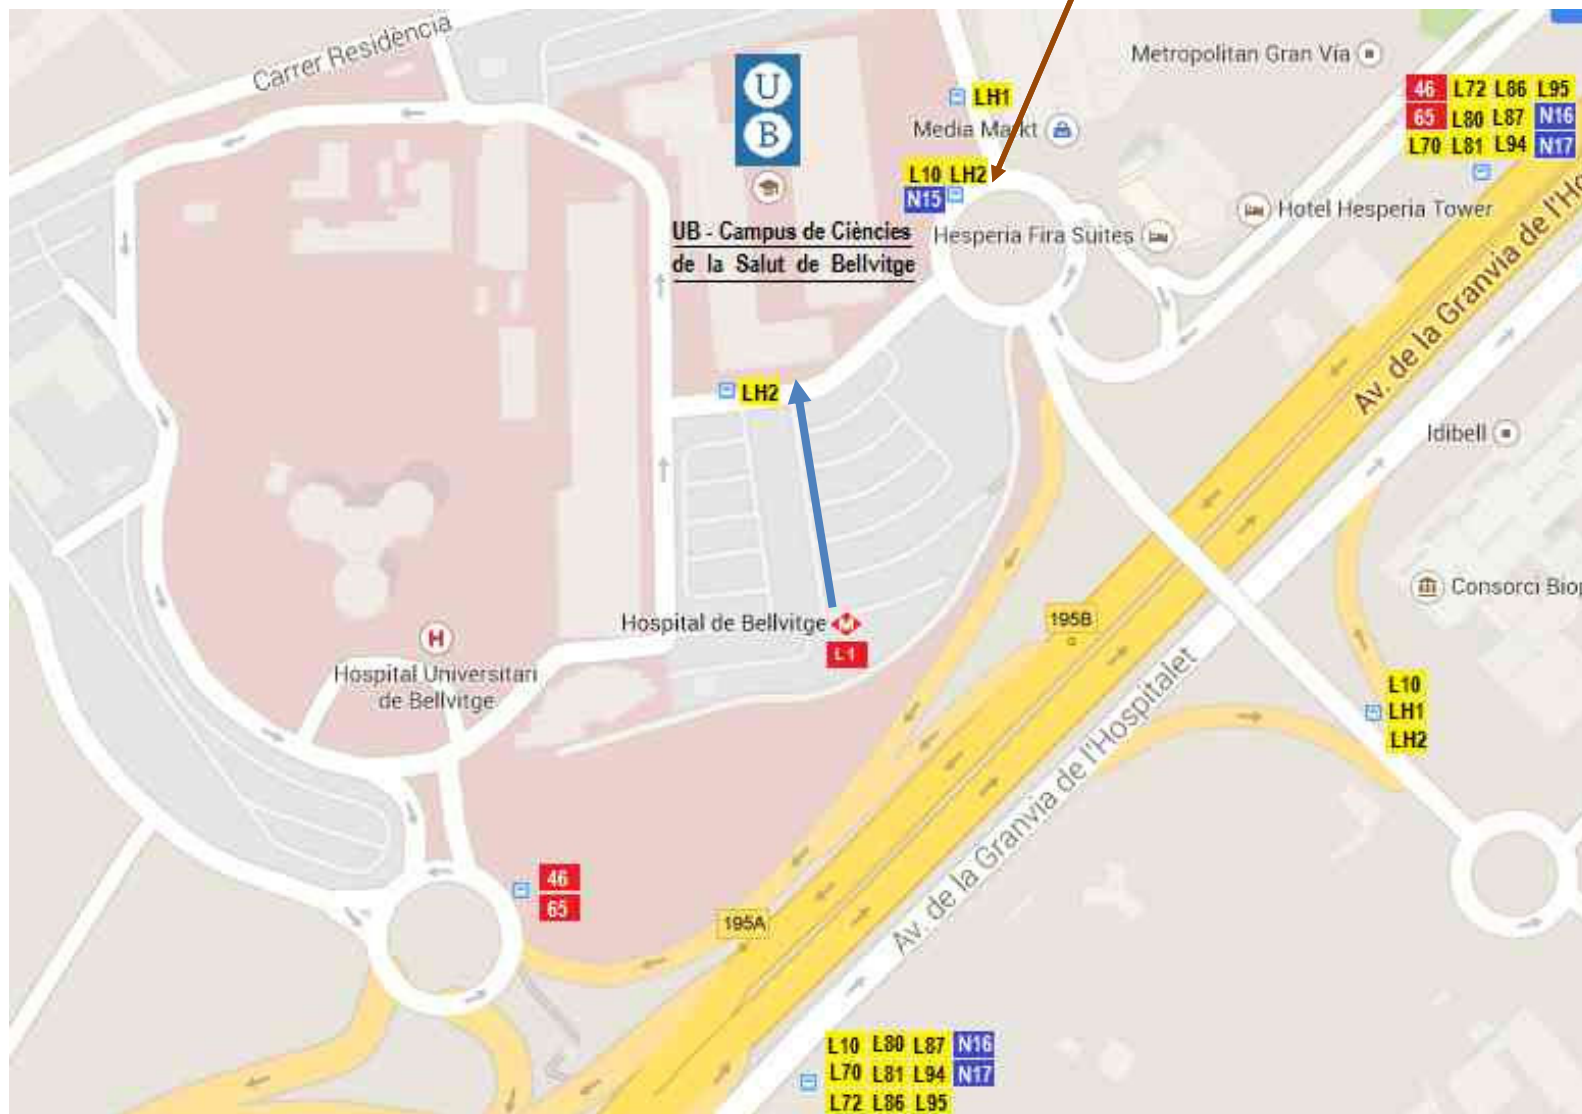 Carrer Residència
U
B
UB - Campus de Ciències
de la Salut de Bellvitge
LH1
Media Markt
L10 LH2
N15
Hesperia Fira Suites
Metropolitan Gran Via
46 L72 L86 L95
65 L80 L87 N16
L70 L81 L94 N17
Hotel Hesperia Tower
Av. de la Granvia de l'Ho
LH2
Idibell
Consorci Biop
Hospital de Bellvitge
M
L1
195B
H
Hospital Universitari
de Bellvitge
Av. de la Granvia de l'Hospitalet
L10
LH1
LH2
46
65
195A
L10 L80 L87 N16
L70 L81 L94 N17
L72 L86 L95